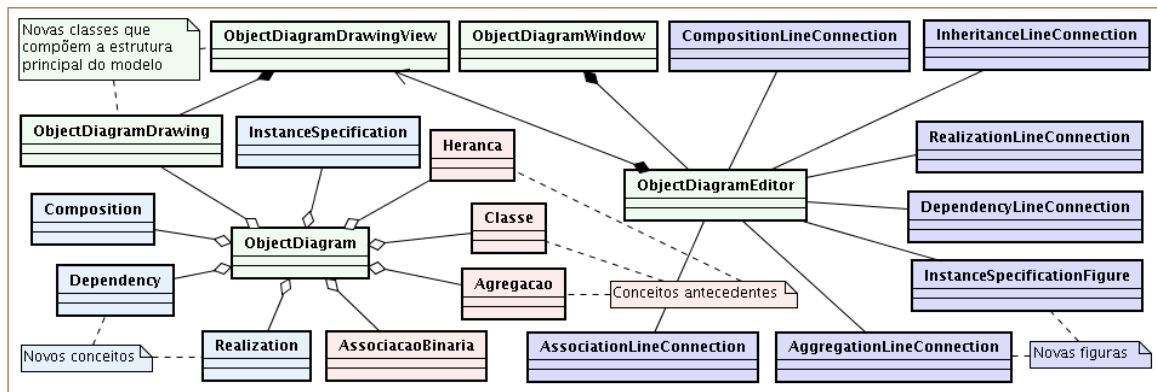 Novas classes que
compõem a estrutura
principal do modelo
ObjectDiagramDrawingView
ObjectDiagramWindow
CompositionLineConnection
InheritanceLineConnection
ObjectDiagramDrawing
InstanceSpecification
Heranca
RealizationLineConnection
ObjectDiagramEditor
Composition
Classe
DependencyLineConnection
ObjectDiagram
Dependency
Agregacao
Conceitos antecedentes
InstanceSpecificationFigure
Novos conceitos
Realization
AssociacaoBinaria
AssociationLineConnection
AggregationLineConnection
Novas figuras